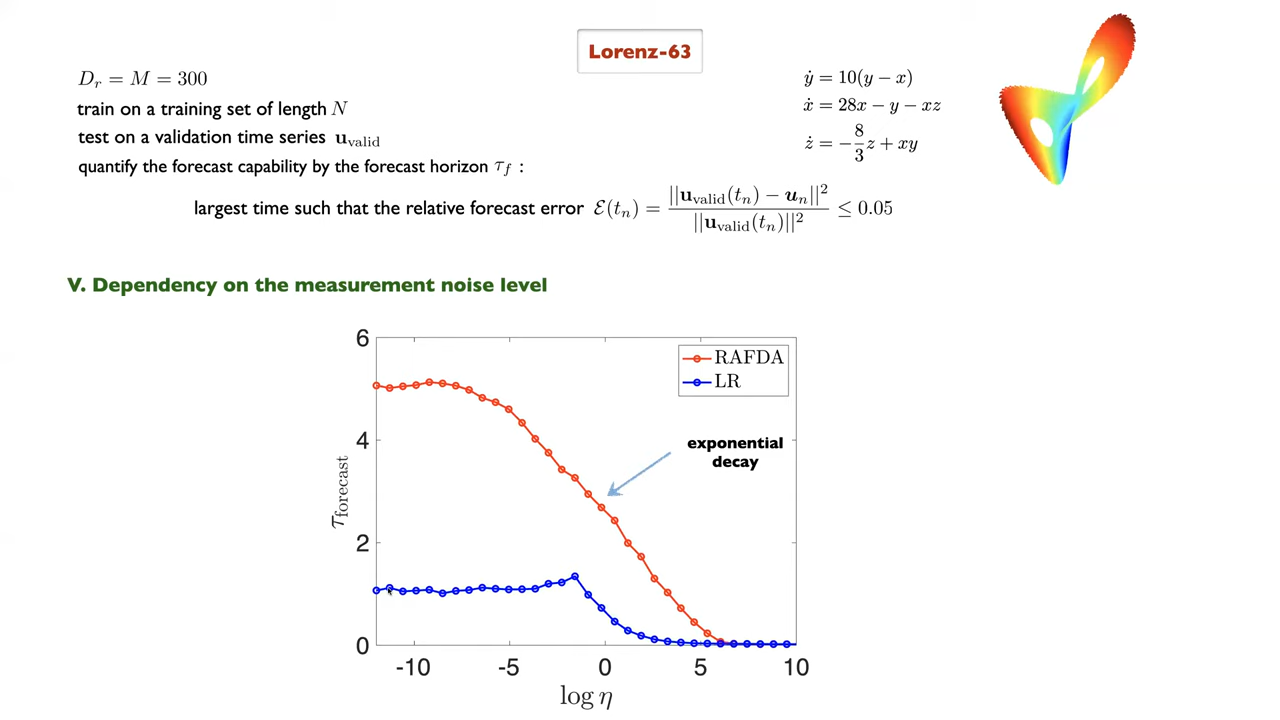 Lorenz-63
D_r = M = 300
train on a training set of length N
test on a validation time series u_valid
quantify the forecast capability by the forecast horizon τ_f :
largest time such that the relative forecast error ℰ(t_n) = ||u_valid(t_n) − u_n||² / ||u_valid(t_n)||² ≤ 0.05
ẏ = 10(y − x)
ẋ = 28x − y − xz
ż = −8/3 z + xy
V. Dependency on the measurement noise level
6
4
2
0
τ_forecast
RAFDA
LR
exponential
decay
-10 -5 0 5 10
log η